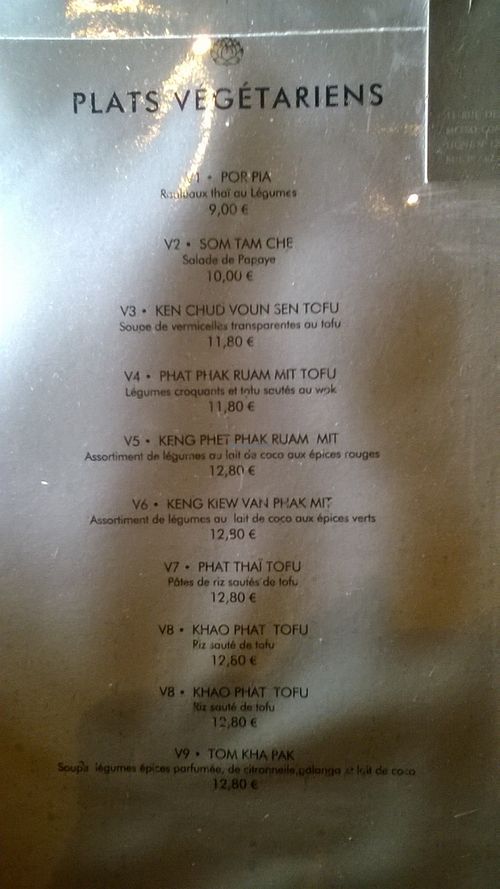 PLATS VÉGÉTARIENS
V1 • POR PIA
Rouleaux thaï au Légumes
9,00 €
V2 • SOM TAM CHE
Salade de Papaye
10,00 €
V3 • KEN CHUD VOUN SEN TOFU
Soupe de vermicelles transparentes au tofu
11,80 €
V4 • PHAT PHAK RUAM MIT TOFU
Légumes croquants et tofu sautés au wok
11,80 €
V5 • KENG PHET PHAK RUAM MIT
Assortiment de légumes au lait de coco aux épices rouges
12,80 €
V6 • KENG KIEW VAN PHAK MIT
Assortiment de légumes au lait de coco aux épices verts
12,90 €
V7 • PHAT THAÏ TOFU
Pâtes de riz sautés de tofu
12,80 €
V8 • KHAO PHAT TOFU
Riz sauté de tofu
12,80 €
V8 • KHAO PHAT TOFU
Riz sauté de tofu
12,80 €
V9 • TOM KHA PAK
Soupe légumes épices parfumée, de citronnelle,galanga et lait de coco
12,80 €